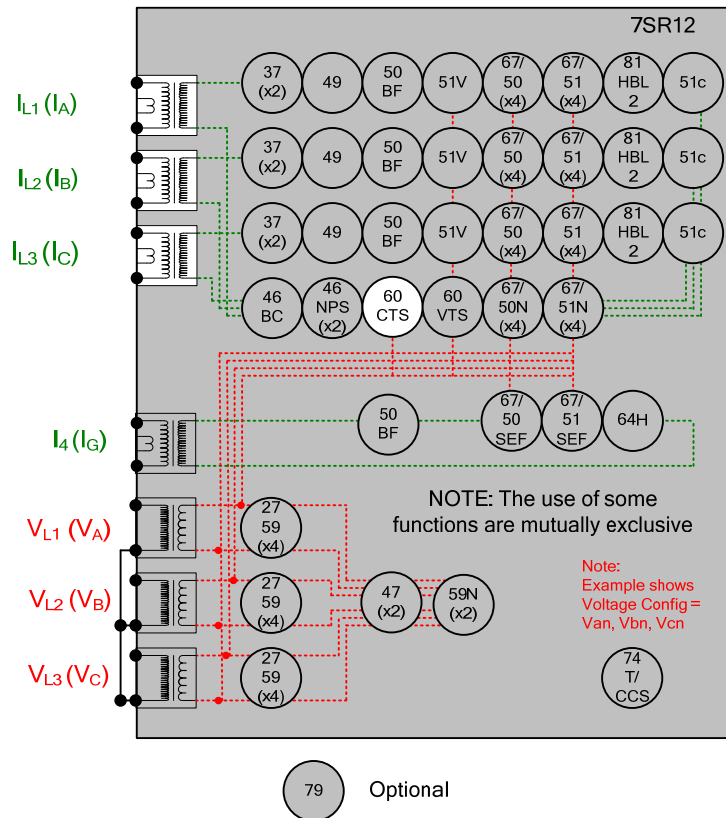 7SR12
37 (x2)
49
50 BF
51V
67/ 50 (x4)
67/ 51 (x4)
81 HBL 2
51c
IL1 (IA)
37 (x2)
49
50 BF
51V
67/ 50 (x4)
67/ 51 (x4)
81 HBL 2
51c
IL2 (IB)
37 (x2)
49
50 BF
51V
67/ 50 (x4)
67/ 51 (x4)
81 HBL 2
51c
IL3 (IC)
46 BC
46 NPS (x2)
60 CTS
60 VTS
67/ 50N (x4)
67/ 51N (x4)
I4 (IG)
50 BF
67/ 50 SEF
67/ 51 SEF
64H
NOTE: The use of some
functions are mutually exclusive
VL1 (VA)
27 59 (x4)
VL2 (VB)
27 59 (x4)
47 (x2)
59N (x2)
Note:
Example shows
Voltage Config =
Van, Vbn, Vcn
VL3 (VC)
27 59 (x4)
74 T/ CCS
79
Optional